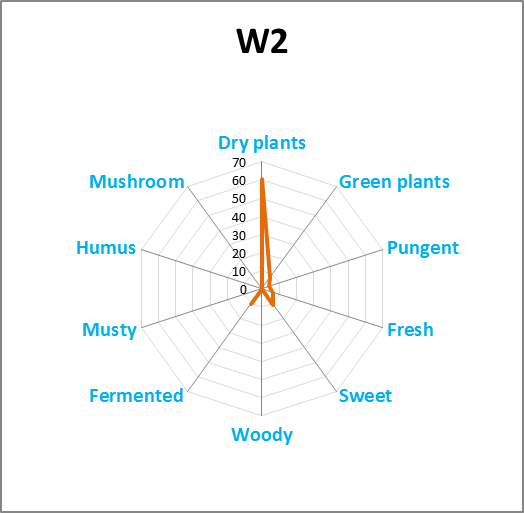 W2
Dry plants
70
Mushroom
60
Green plants
50
40
Humus
30
Pungent
20
10
0
Musty
Fresh
Fermented
Sweet
Woody